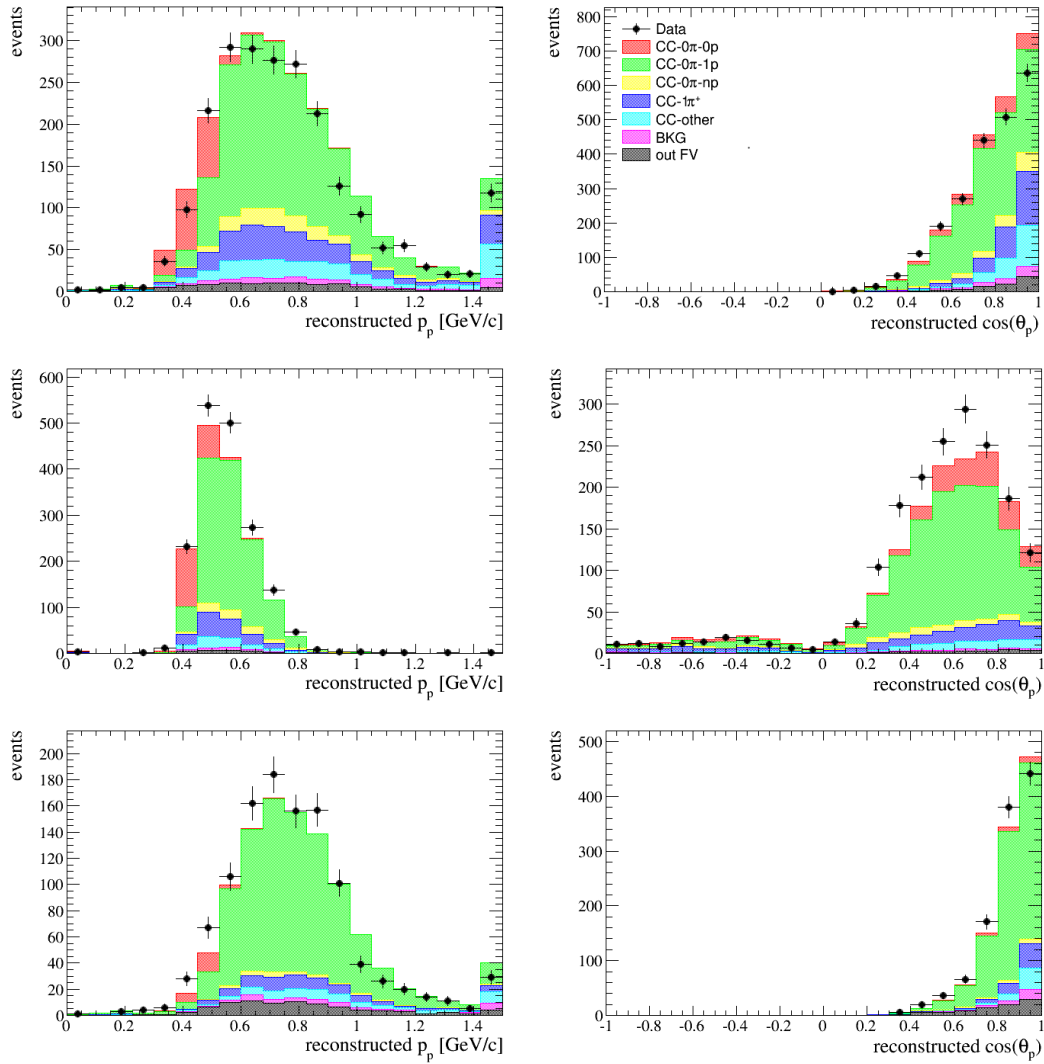 events
300
250
200
150
100
50
0
0 0.2 0.4 0.6 0.8 1 1.2 1.4
reconstructed p_p [GeV/c]
events
800
700
600
500
400
300
200
100
0
Data
CC-0π-0p
CC-0π-1p
CC-0π-np
CC-1π⁺
CC-other
BKG
out FV
-1 -0.8 -0.6 -0.4 -0.2 0 0.2 0.4 0.6 0.8 1
reconstructed cos(θ_p)
events
600
500
400
300
200
100
0
0 0.2 0.4 0.6 0.8 1 1.2 1.4
reconstructed p_p [GeV/c]
events
300
250
200
150
100
50
0
-1 -0.8 -0.6 -0.4 -0.2 0 0.2 0.4 0.6 0.8 1
reconstructed cos(θ_p)
events
200
180
160
140
120
100
80
60
40
20
0
0 0.2 0.4 0.6 0.8 1 1.2 1.4
reconstructed p_p [GeV/c]
events
500
400
300
200
100
0
-1 -0.8 -0.6 -0.4 -0.2 0 0.2 0.4 0.6 0.8 1
reconstructed cos(θ_p)